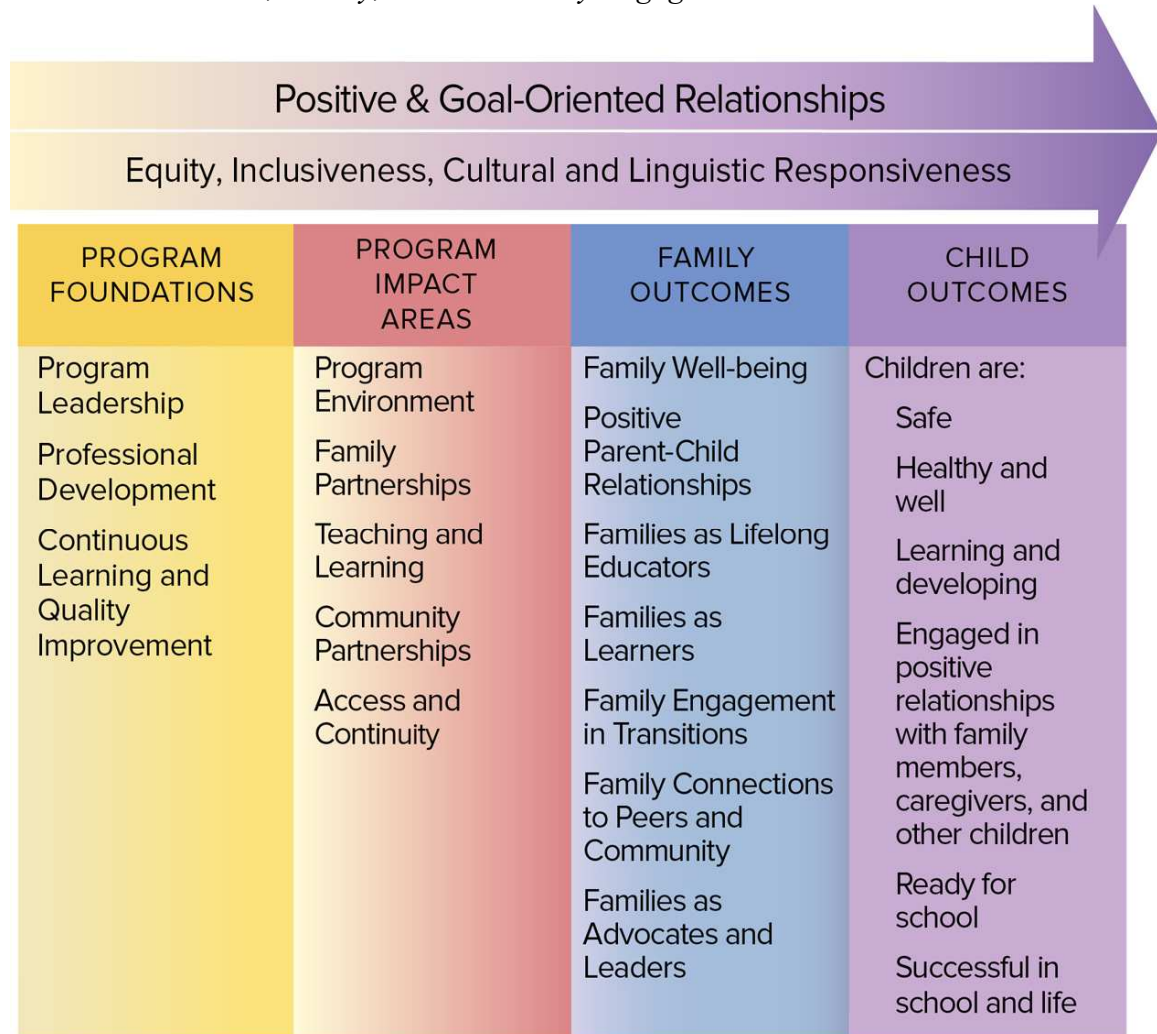 Positive & Goal-Oriented Relationships
Equity, Inclusiveness, Cultural and Linguistic Responsiveness
PROGRAM
FOUNDATIONS
Program
Leadership
Professional
Development
Continuous
Learning and
Quality
Improvement
PROGRAM
IMPACT
AREAS
Program
Environment
Family
Partnerships
Teaching and
Learning
Community
Partnerships
Access and
Continuity
FAMILY
OUTCOMES
Family Well-being
Positive
Parent-Child
Relationships
Families as Lifelong
Educators
Families as
Learners
Family Engagement
in Transitions
Family Connections
to Peers and
Community
Families as
Advocates and
Leaders
CHILD
OUTCOMES
Children are:
Safe
Healthy and
well
Learning and
developing
Engaged in
positive
relationships
with family
members,
caregivers, and
other children
Ready for
school
Successful in
school and life